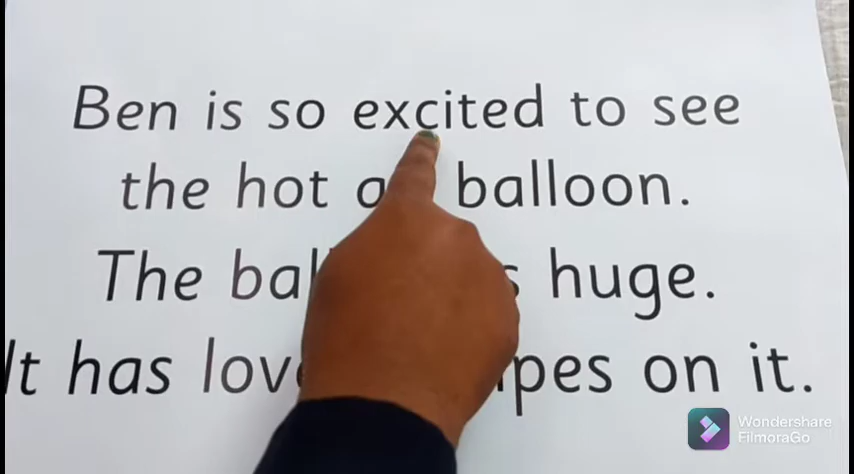 Ben is so excited to see
the hot balloon.
The huge.
It has on it.
Wondershare
FilmoraGo